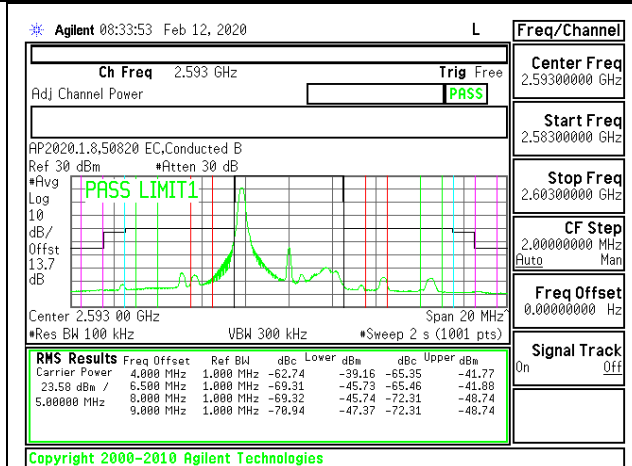 Agilent 08:33:53 Feb 12, 2020 L
Freq/Channel
Ch Freq 2.593 GHz Trig Free
Adj Channel Power PASS
AP2020.1.8,50820 EC,Conducted B
Ref 30 dBm #Atten 30 dB
#Avg
Log
10
dB/
Offst
13.7
dB
PASS LIMIT1
Center 2.593 00 GHz Span 20 MHz
#Res BW 100 kHz VBW 300 kHz #Sweep 2 s (1001 pts)
RMS Results Freq Offset Ref BW dBc Lower dBm dBc Upper dBm
Carrier Power 4.000 MHz 1.000 MHz -62.74 -39.16 -65.35 -41.77
23.58 dBm / 6.500 MHz 1.000 MHz -69.31 -45.73 -65.46 -41.88
5.00000 MHz 8.000 MHz 1.000 MHz -69.32 -45.74 -72.31 -48.74
9.000 MHz 1.000 MHz -70.94 -47.37 -72.31 -48.74
Center Freq
2.59300000 GHz
Start Freq
2.58300000 GHz
Stop Freq
2.60300000 GHz
CF Step
2.00000000 MHz
Auto Man
Freq Offset
0.00000000 Hz
Signal Track
On Off
Copyright 2000-2010 Agilent Technologies